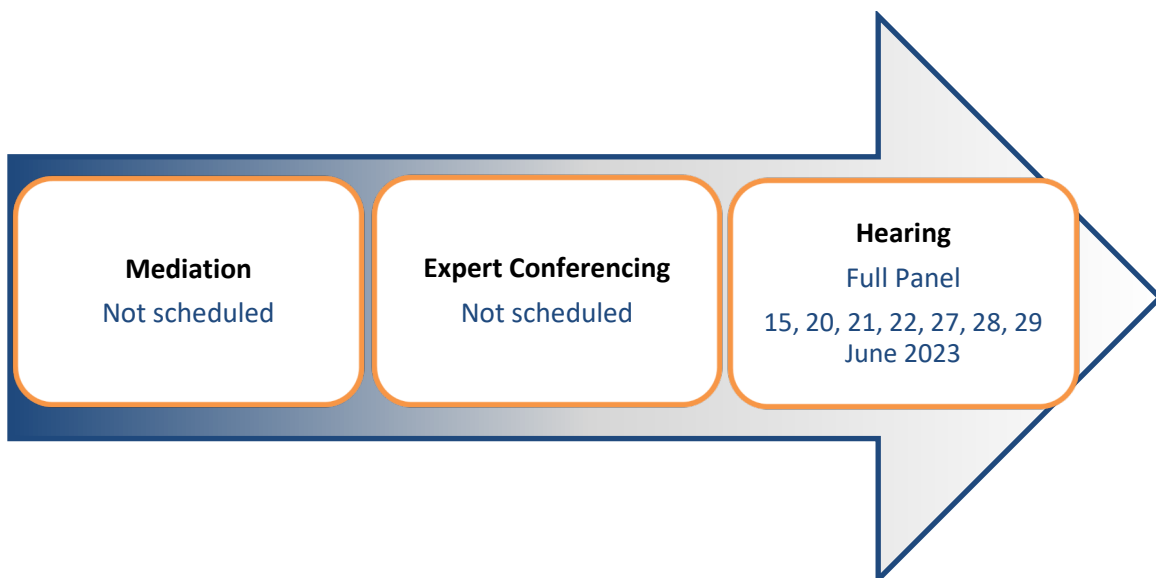 Mediation
Not scheduled
Expert Conferencing
Not scheduled
Hearing
Full Panel
15, 20, 21, 22, 27, 28, 29
June 2023